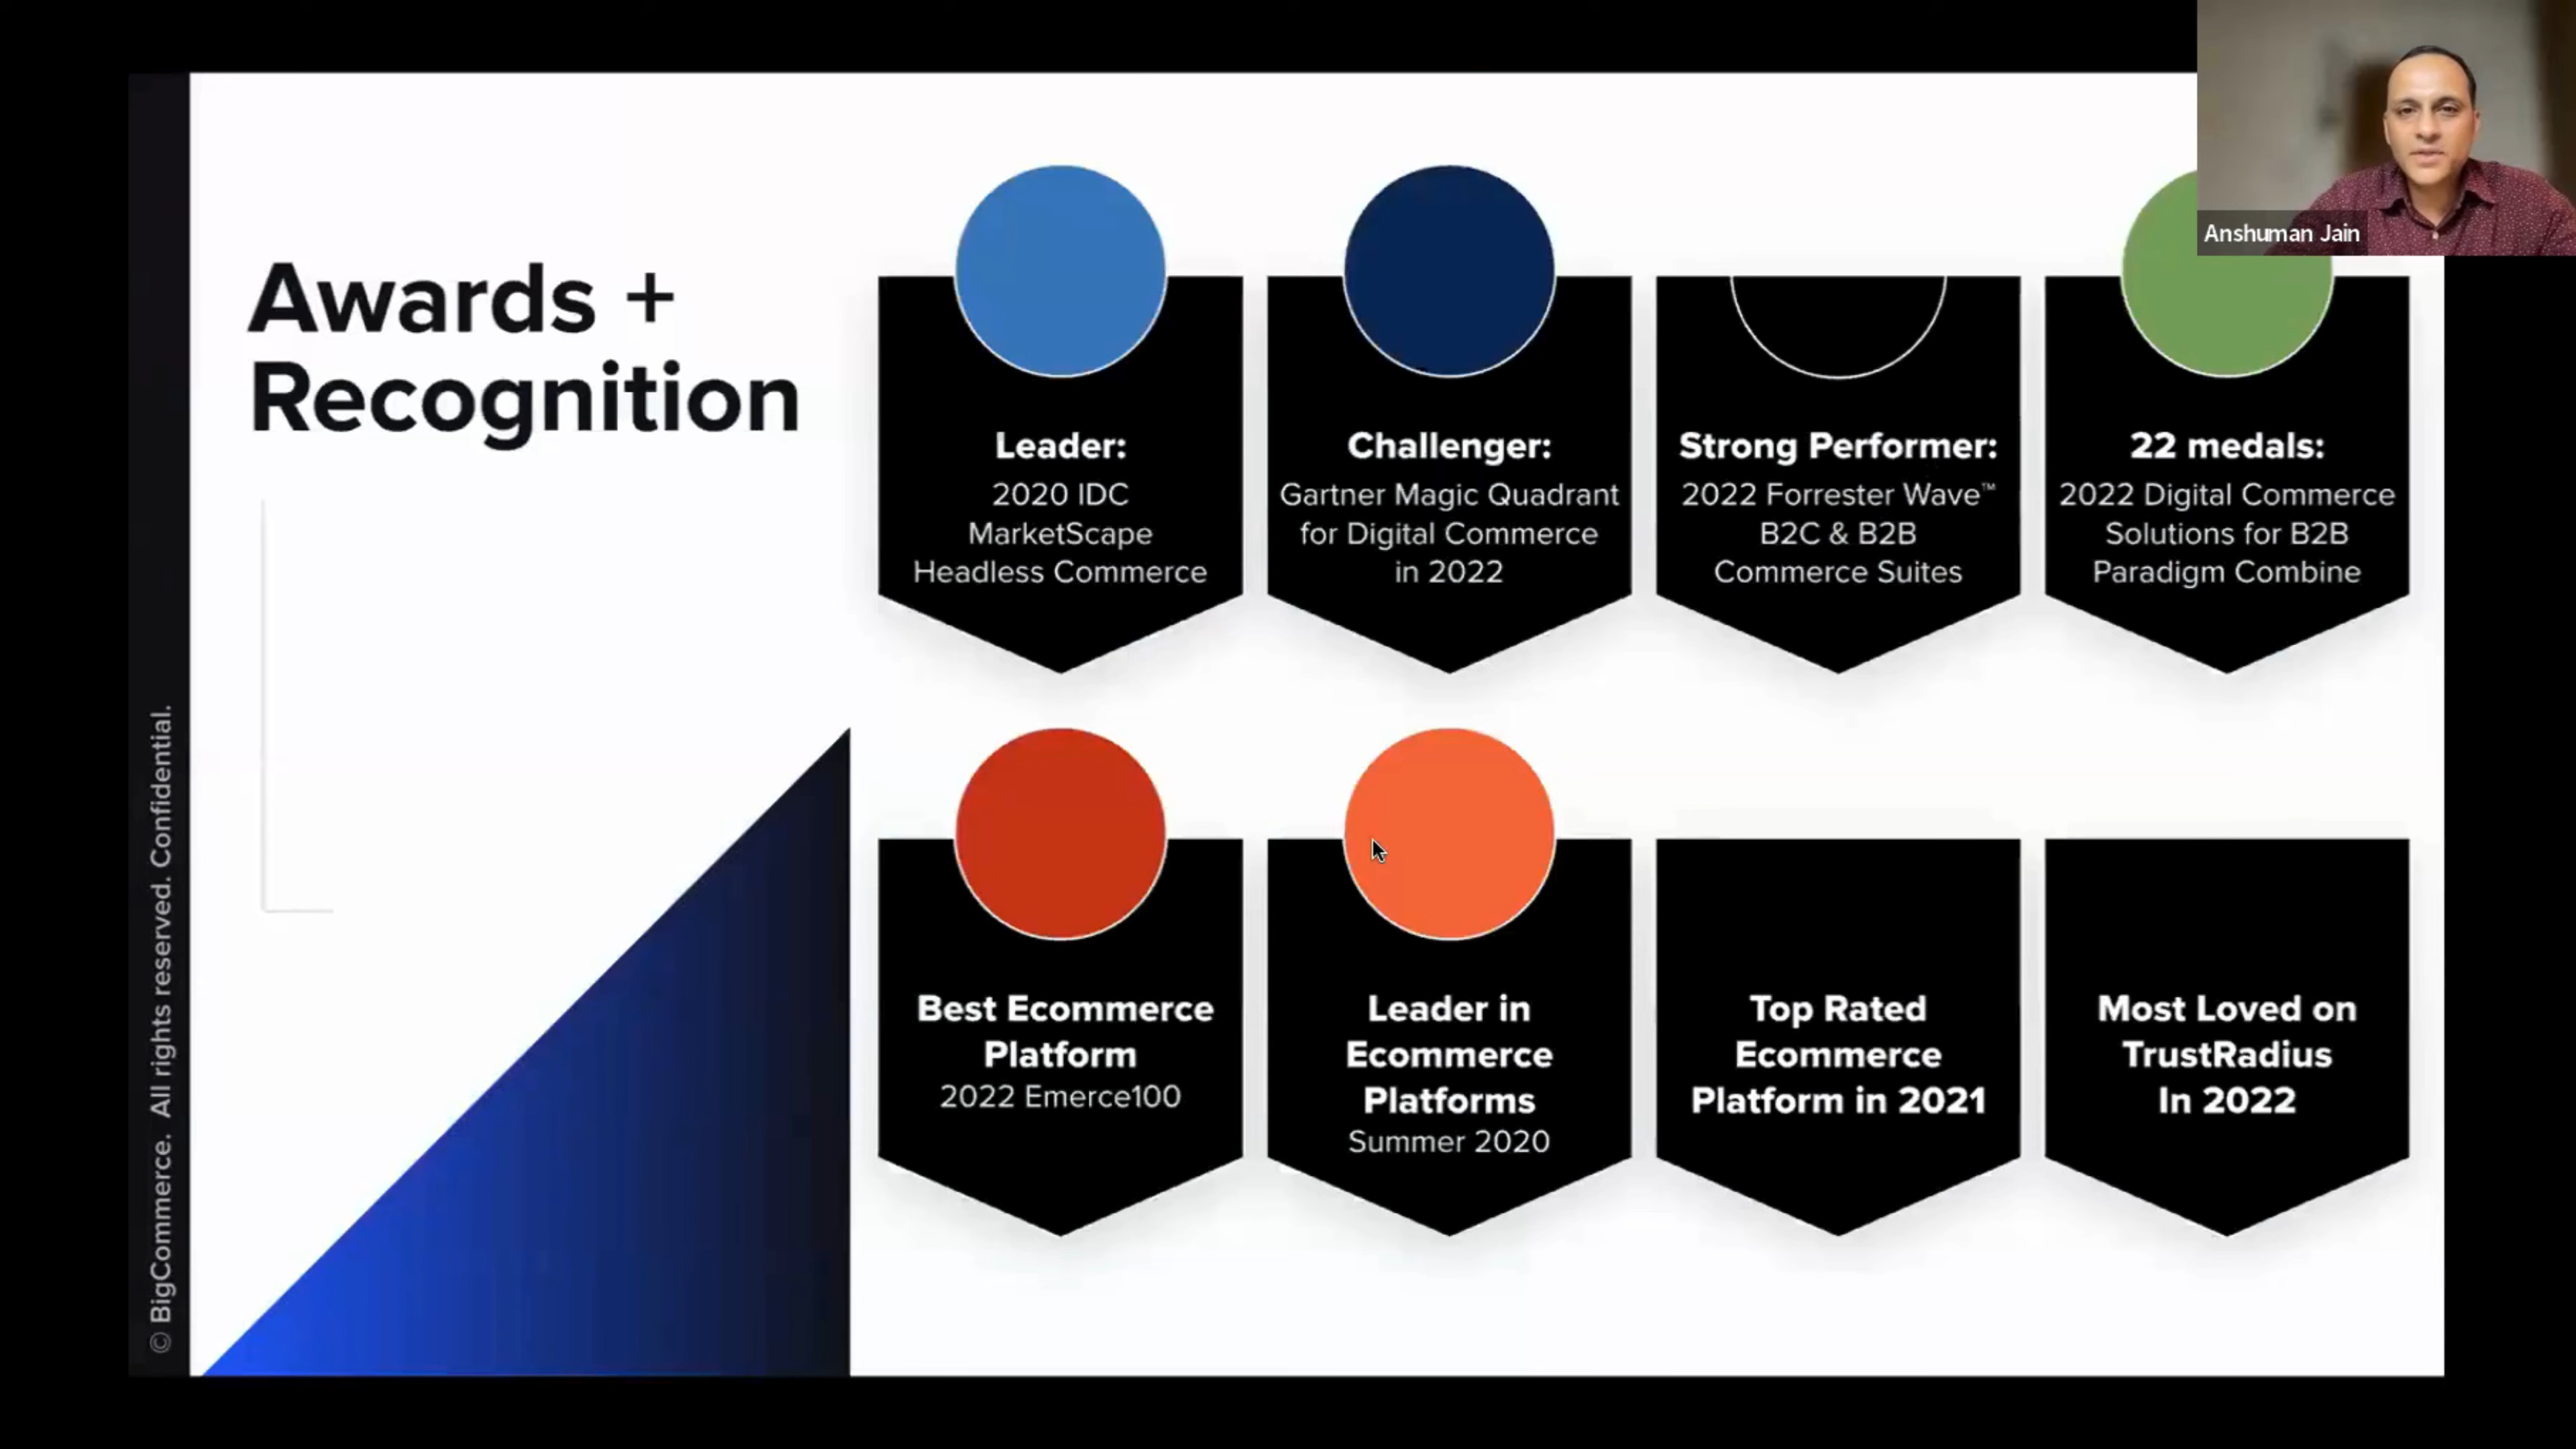 Anshuman Jain
Awards +
Recognition
Leader:
2020 IDC
MarketScape
Headless Commerce
Challenger:
Gartner Magic Quadrant
for Digital Commerce
in 2022
Strong Performer:
2022 Forrester Wave™
B2C & B2B
Commerce Suites
22 medals:
2022 Digital Commerce
Solutions for B2B
Paradigm Combine
Best Ecommerce
Platform
2022 Emerce100
Leader in
Ecommerce
Platforms
Summer 2020
Top Rated
Ecommerce
Platform in 2021
Most Loved on
TrustRadius
In 2022
© BigCommerce. All rights reserved. Confidential.